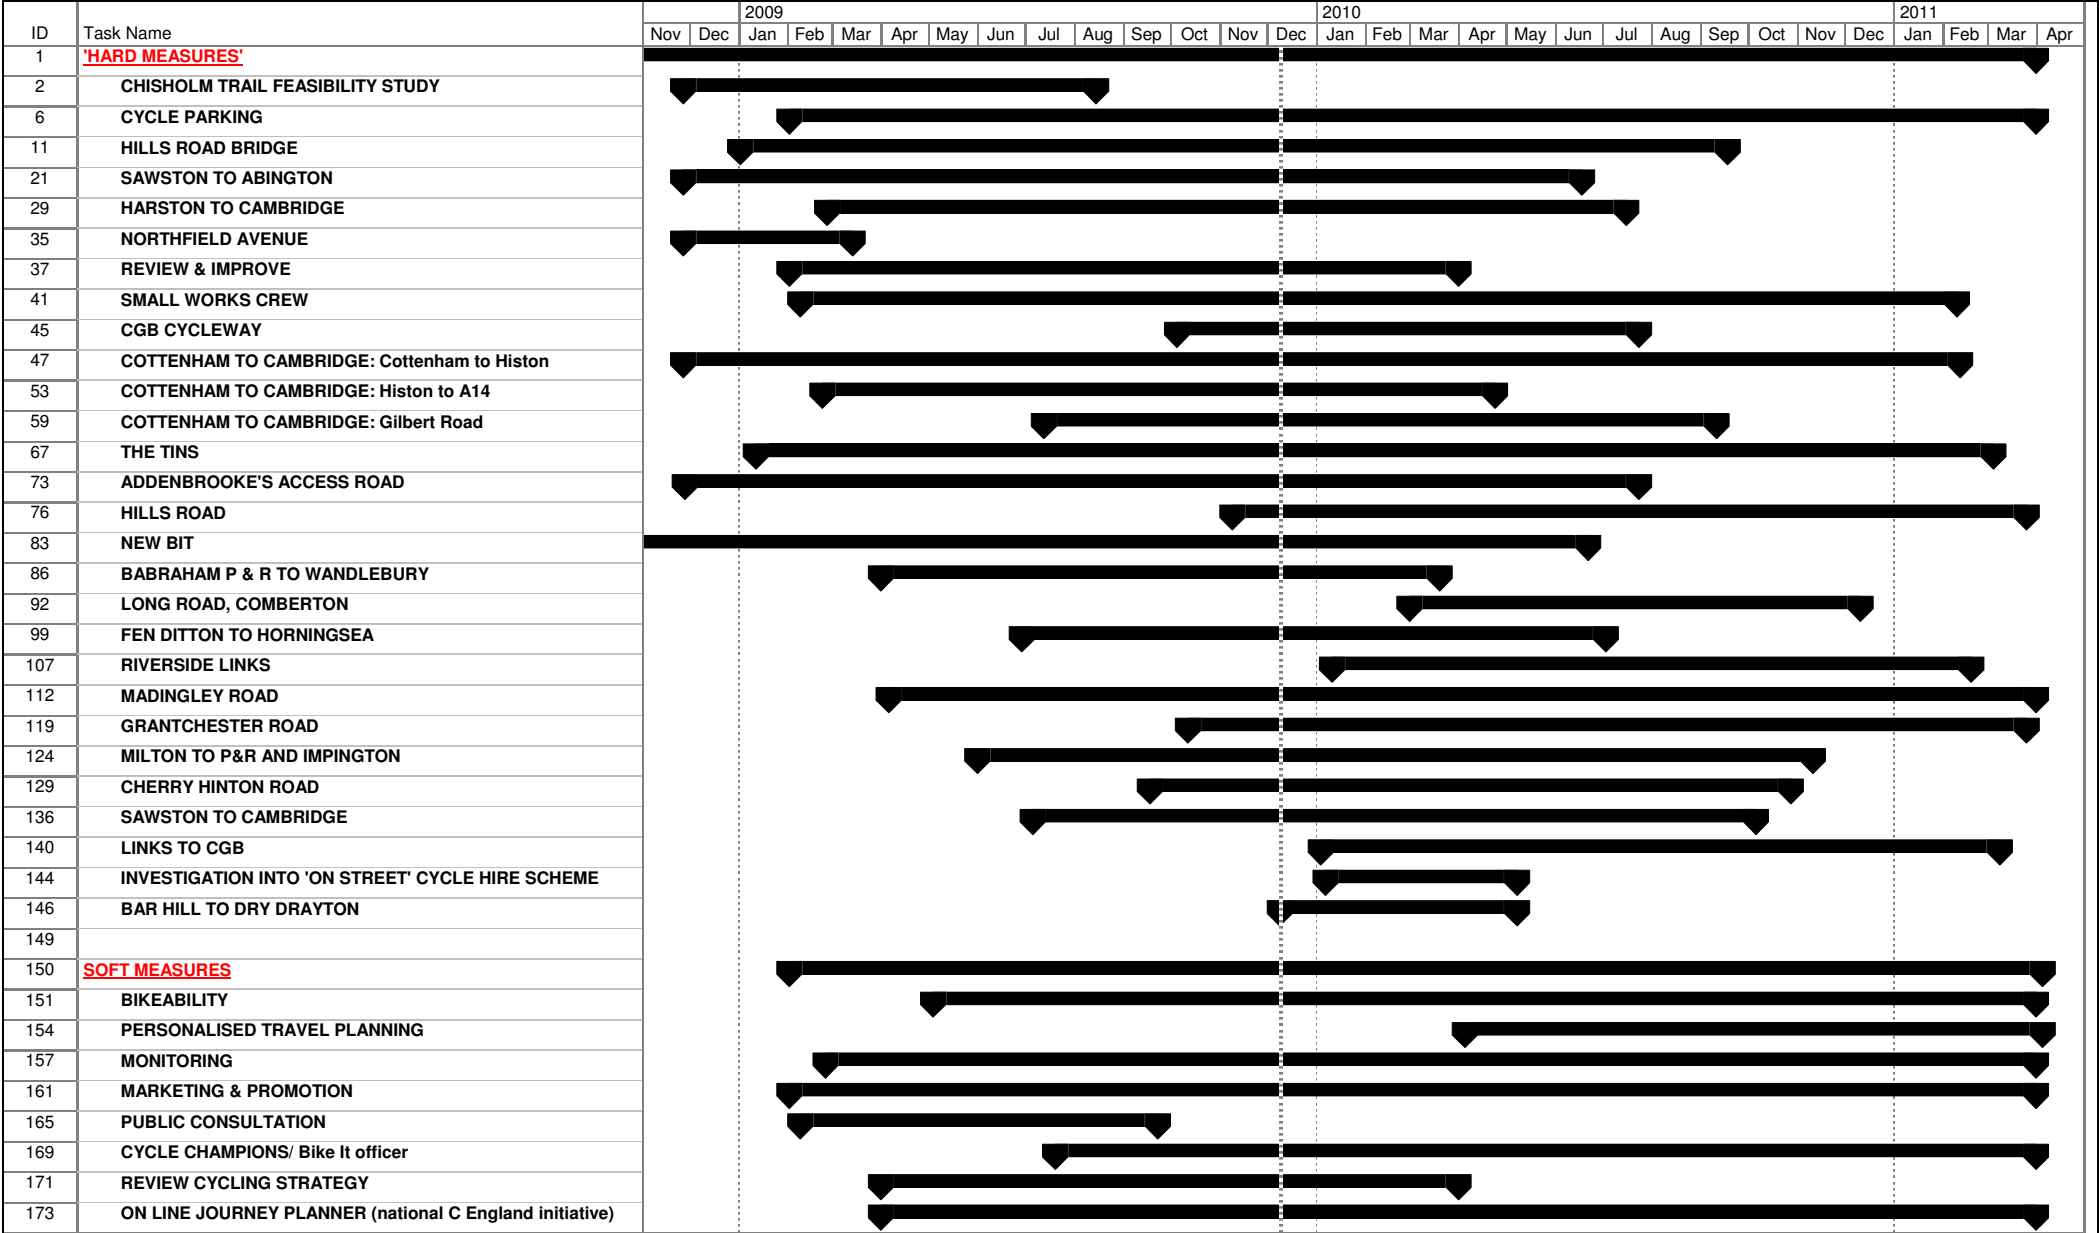 2009 2010 2011
ID Task Name Nov Dec Jan Feb Mar Apr May Jun Jul Aug Sep Oct Nov Dec Jan Feb Mar Apr May Jun Jul Aug Sep Oct Nov Dec Jan Feb Mar Apr
1 'HARD MEASURES'
2 CHISHOLM TRAIL FEASIBILITY STUDY
6 CYCLE PARKING
11 HILLS ROAD BRIDGE
21 SAWSTON TO ABINGTON
29 HARSTON TO CAMBRIDGE
35 NORTHFIELD AVENUE
37 REVIEW & IMPROVE
41 SMALL WORKS CREW
45 CGB CYCLEWAY
47 COTTENHAM TO CAMBRIDGE: Cottenham to Histon
53 COTTENHAM TO CAMBRIDGE: Histon to A14
59 COTTENHAM TO CAMBRIDGE: Gilbert Road
67 THE TINS
73 ADDENBROOKE'S ACCESS ROAD
76 HILLS ROAD
83 NEW BIT
86 BABRAHAM P & R TO WANDLEBURY
92 LONG ROAD, COMBERTON
99 FEN DITTON TO HORNINGSEA
107 RIVERSIDE LINKS
112 MADINGLEY ROAD
119 GRANTCHESTER ROAD
124 MILTON TO P&R AND IMPINGTON
129 CHERRY HINTON ROAD
136 SAWSTON TO CAMBRIDGE
140 LINKS TO CGB
144 INVESTIGATION INTO 'ON STREET' CYCLE HIRE SCHEME
146 BAR HILL TO DRY DRAYTON
149
150 SOFT MEASURES
151 BIKEABILITY
154 PERSONALISED TRAVEL PLANNING
157 MONITORING
161 MARKETING & PROMOTION
165 PUBLIC CONSULTATION
169 CYCLE CHAMPIONS/ Bike It officer
171 REVIEW CYCLING STRATEGY
173 ON LINE JOURNEY PLANNER (national C England initiative)